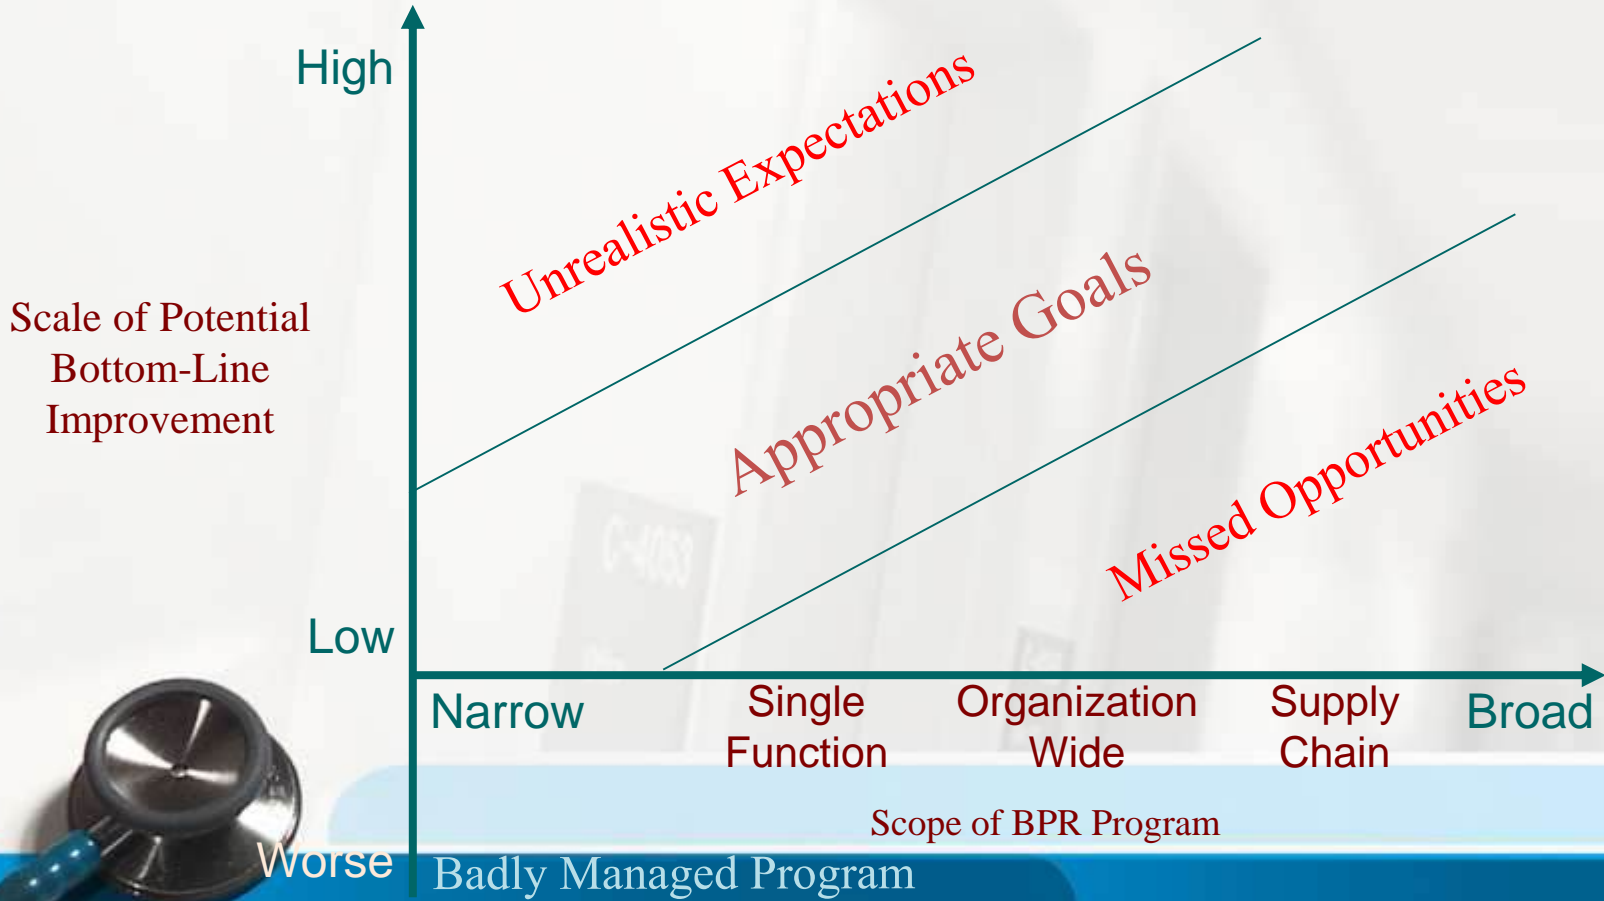 High
Unrealistic Expectations
Scale of Potential
Bottom-Line
Improvement
Appropriate Goals
Missed Opportunities
C-4053
Low
Narrow
Single
Function
Organization
Wide
Supply
Chain
Broad
Scope of BPR Program
Worse
Badly Managed Program